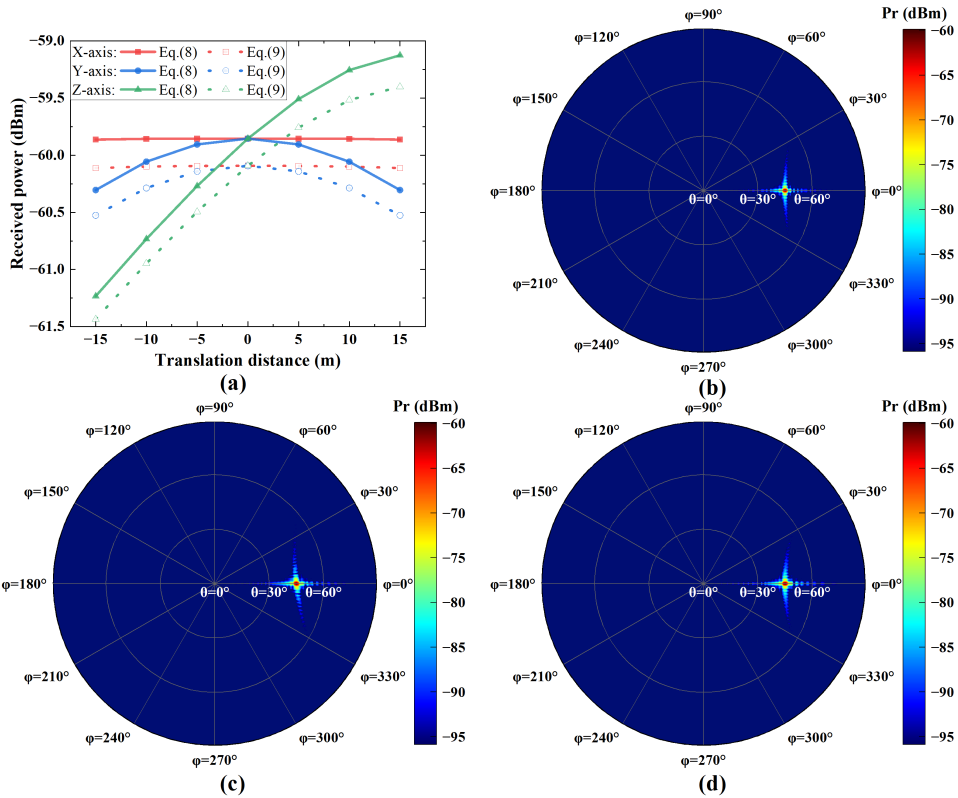 −59.0
−59.5
−60.0
−60.5
−61.0
−61.5
Received power (dBm)
X-axis: Eq.(8) Eq.(9)
Y-axis: Eq.(8) Eq.(9)
Z-axis: Eq.(8) Eq.(9)
−15 −10 −5 0 5 10 15
Translation distance (m)
(a)
φ=90°
φ=60°
φ=30°
φ=0°
φ=330°
φ=300°
φ=270°
φ=240°
φ=210°
φ=180°
φ=150°
φ=120°
θ=0° θ=30° θ=60°
Pr (dBm)
−60
−65
−70
−75
−80
−85
−90
−95
(b)
φ=90°
φ=60°
φ=30°
φ=0°
φ=330°
φ=300°
φ=270°
φ=240°
φ=210°
φ=180°
φ=150°
φ=120°
θ=0° θ=30° θ=60°
Pr (dBm)
−60
−65
−70
−75
−80
−85
−90
−95
(c)
φ=90°
φ=60°
φ=30°
φ=0°
φ=330°
φ=300°
φ=270°
φ=240°
φ=210°
φ=180°
φ=150°
φ=120°
θ=0° θ=30° θ=60°
Pr (dBm)
−60
−65
−70
−75
−80
−85
−90
−95
(d)